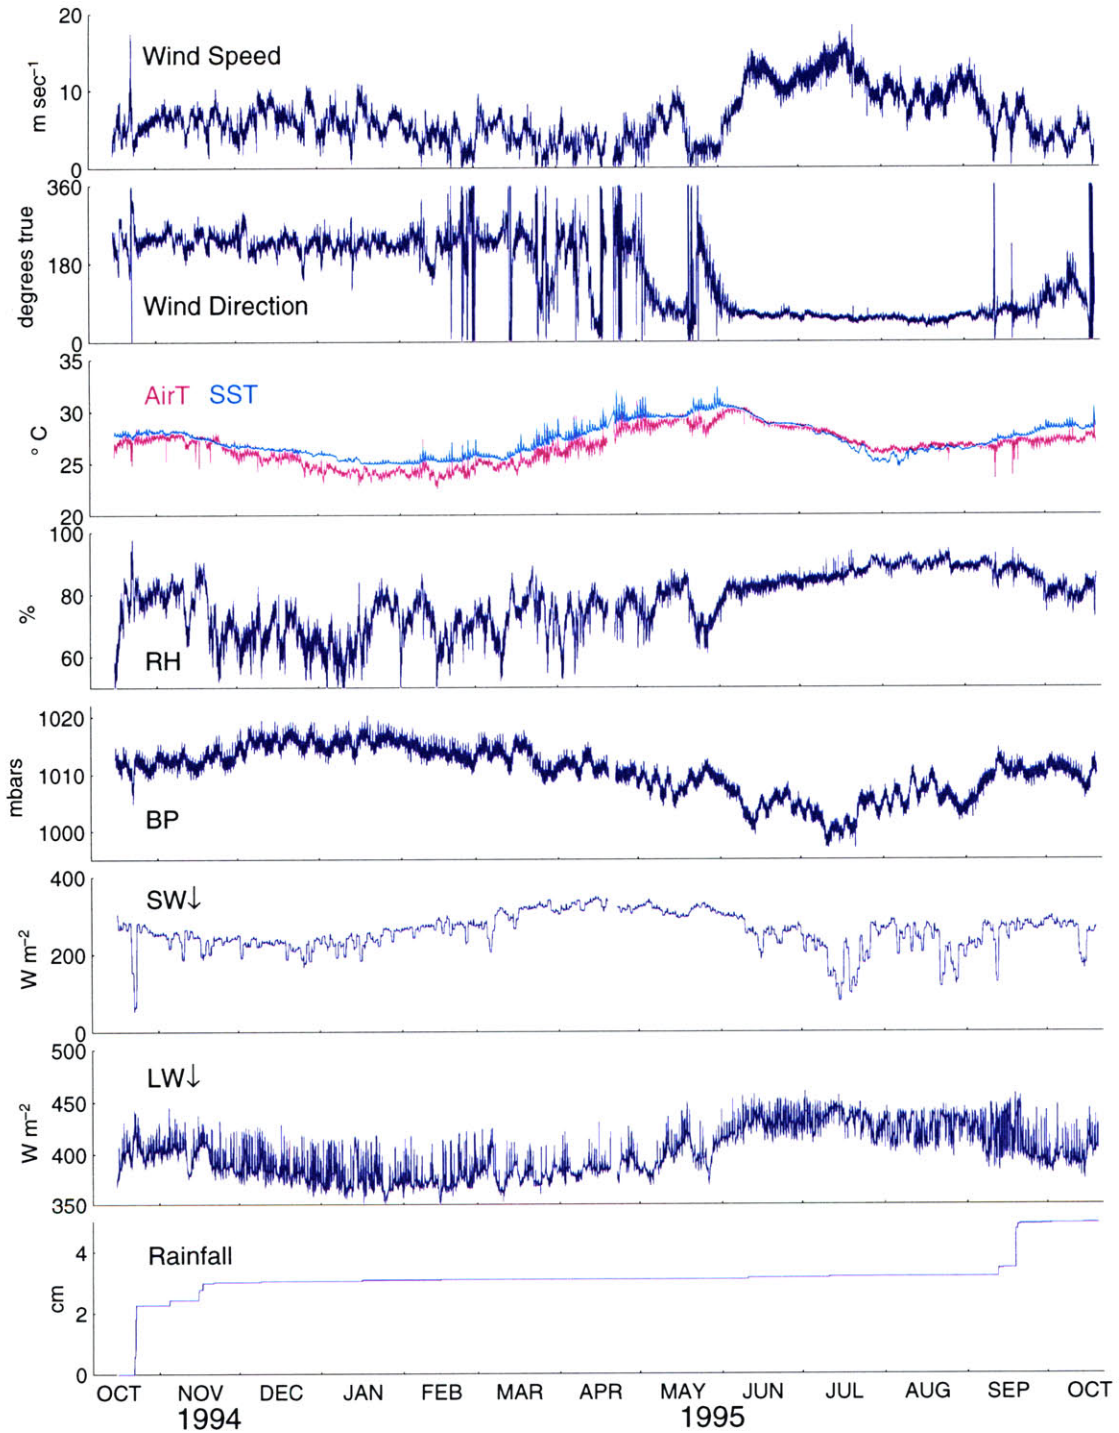 20
Wind Speed
m sec⁻¹
10
0
360
degrees true
180
Wind Direction
0
35
AirT SST
30
° C
25
20
100
80
%
60
RH
1020
mbars
1010
BP
1000
400
SW↓
W m⁻²
200
0
500
LW↓
W m⁻²
450
400
350
Rainfall
4
cm
2
0
OCT NOV DEC JAN FEB MAR APR MAY JUN JUL AUG SEP OCT
1994 1995